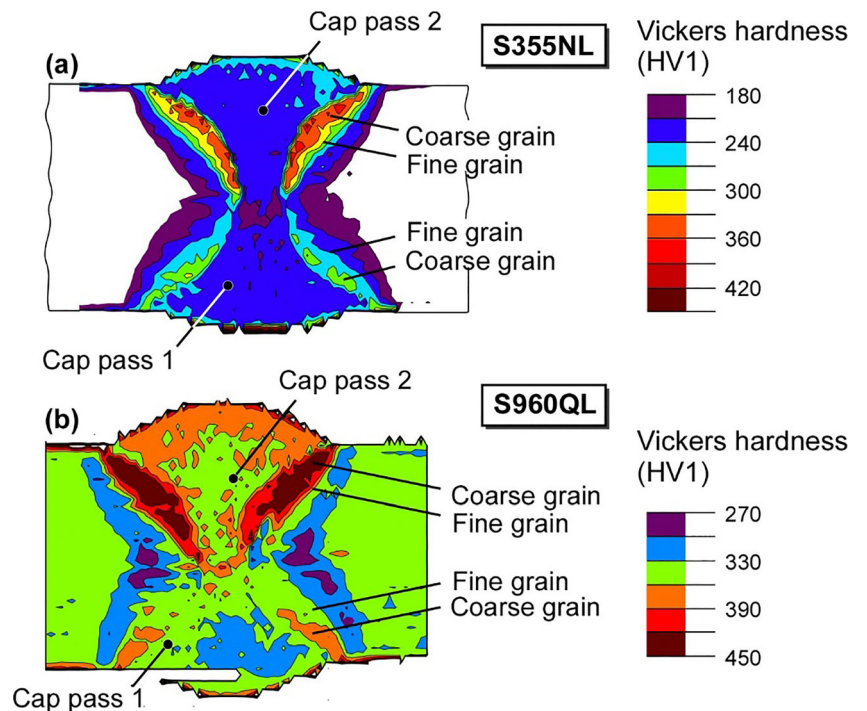 Cap pass 2
S355NL
Vickers hardness
(HV1)
(a)
180
240
300
360
420
Coarse grain
Fine grain
Fine grain
Coarse grain
Cap pass 1
Cap pass 2
S960QL
(b)
Vickers hardness
(HV1)
270
330
390
450
Coarse grain
Fine grain
Fine grain
Coarse grain
Cap pass 1